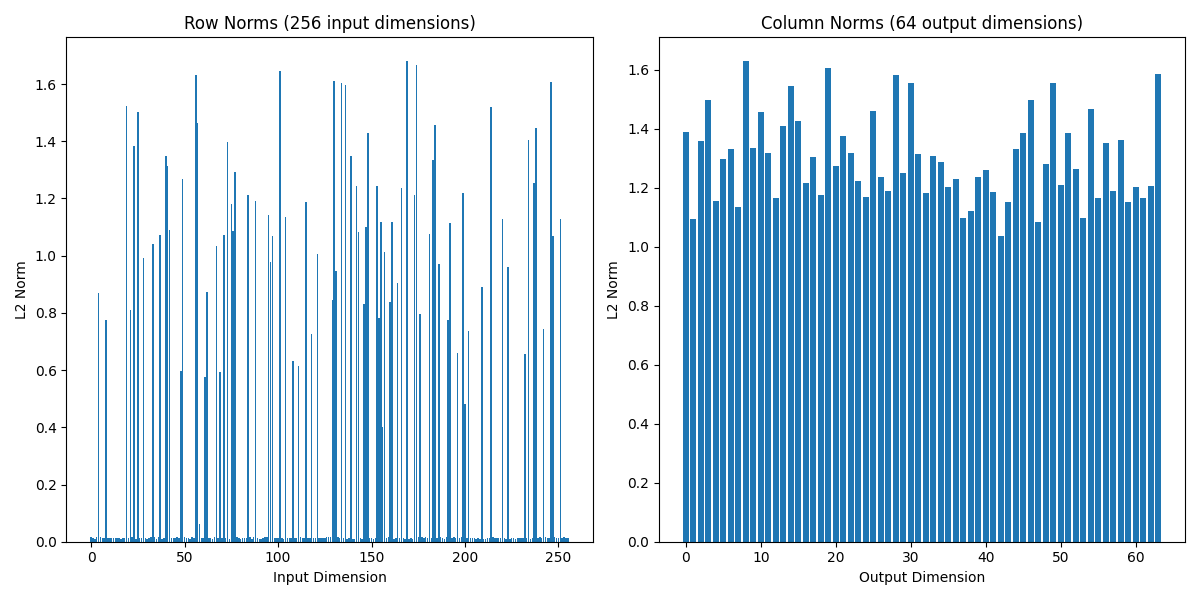 Row Norms (256 input dimensions)
L2 Norm
1.6
1.4
1.2
1.0
0.8
0.6
0.4
0.2
0.0
0 50 100 150 200 250
Input Dimension
Column Norms (64 output dimensions)
L2 Norm
1.6
1.4
1.2
1.0
0.8
0.6
0.4
0.2
0.0
0 10 20 30 40 50 60
Output Dimension